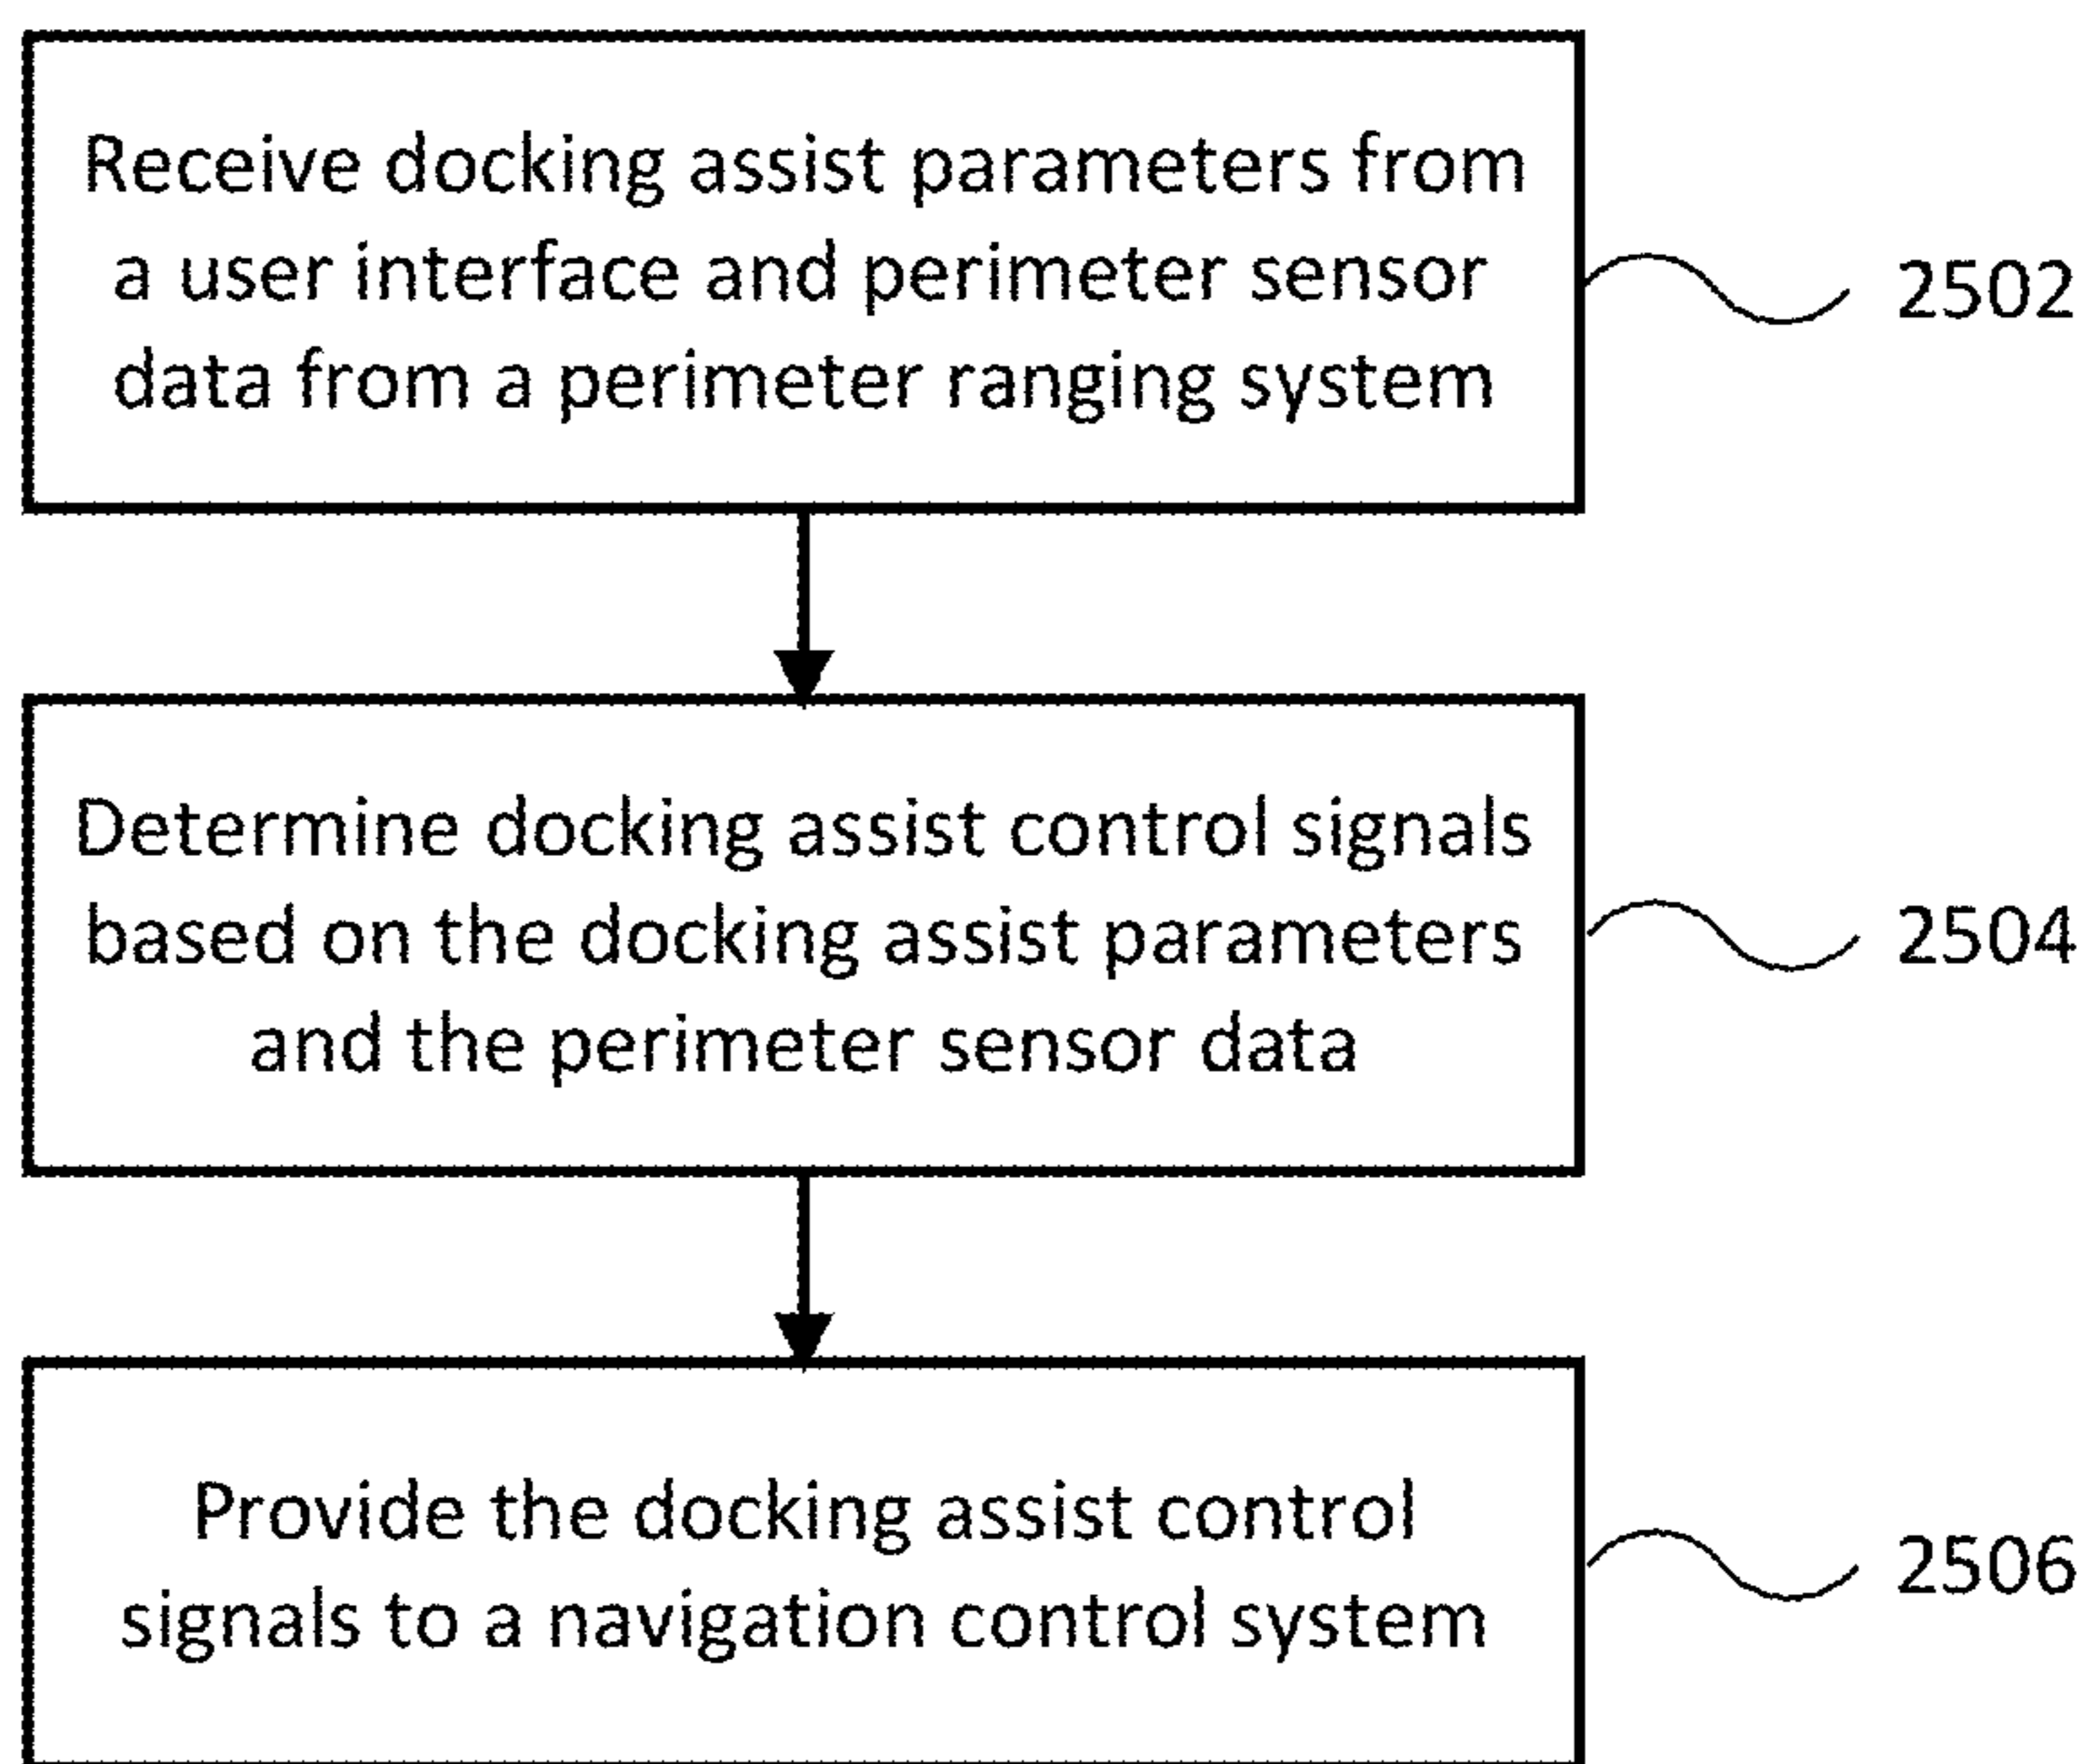 Receive docking assist parameters from
a user interface and perimeter sensor
data from a perimeter ranging system
2502
Determine docking assist control signals
based on the docking assist parameters
and the perimeter sensor data
2504
Provide the docking assist control
signals to a navigation control system
2506